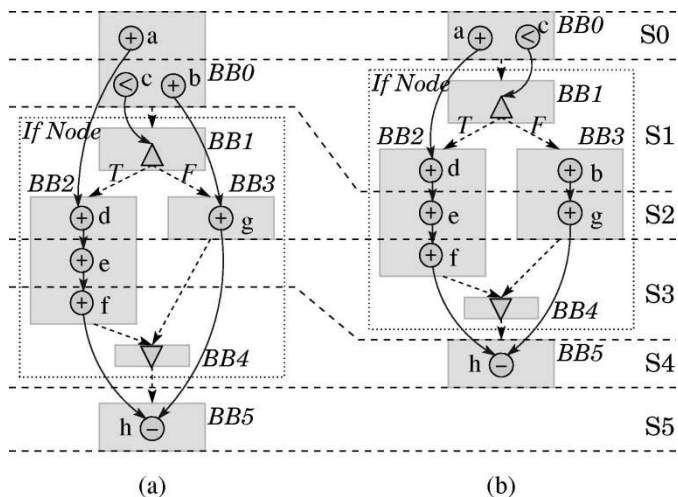 a
BB0
c
b
If Node
BB1
T
F
BB2
BB3
d
g
e
f
BB4
BB5
h
(a)
a
c
BB0
S0
If Node
BB1
S1
BB2
T
F
BB3
d
b
e
g
S2
f
S3
BB4
BB5
h
S4
S5
(b)